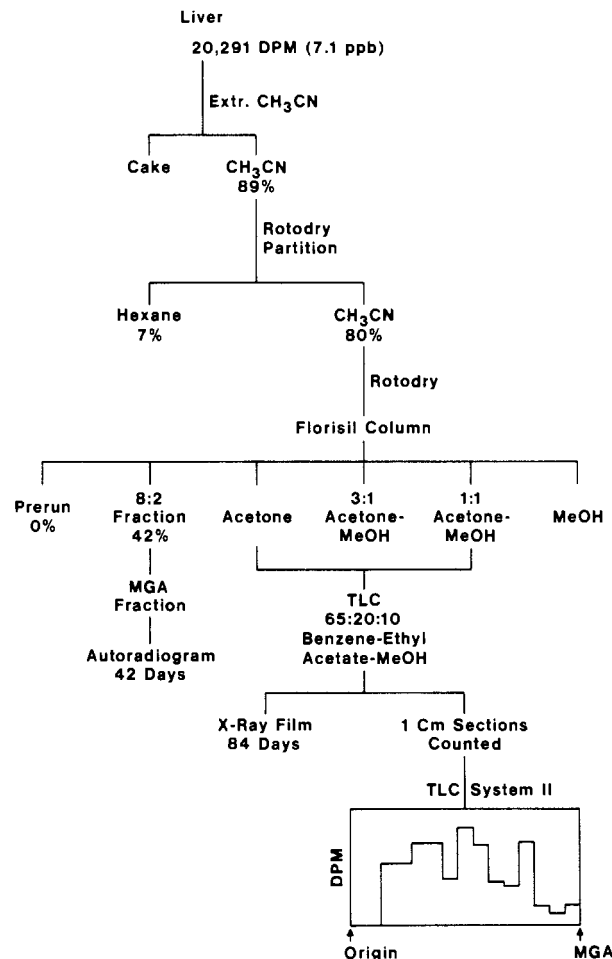 Liver
20,291 DPM (7.1 ppb)
Extr. CH₃CN
Cake
CH₃CN
89%
Rotodry
Partition
Hexane
7%
CH₃CN
80%
Rotodry
Florisil Column
Prerun
0%
8:2
Fraction
42%
Acetone
3:1
Acetone-
MeOH
1:1
Acetone-
MeOH
MeOH
MGA
Fraction
Autoradiogram
42 Days
TLC
65:20:10
Benzene-Ethyl
Acetate-MeOH
X-Ray Film
84 Days
1 Cm Sections
Counted
TLC System II
DPM
Origin
MGA